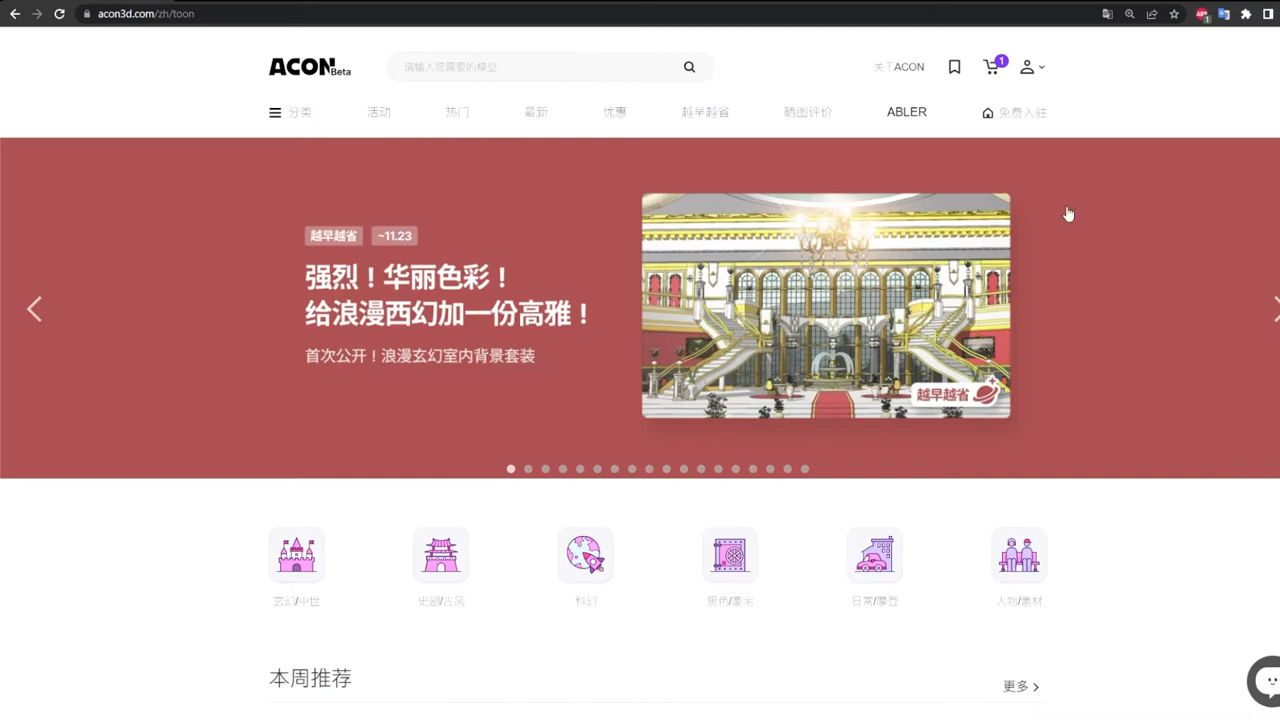 acon3d.com/zh/toon
ABP
1
ACON Beta
请输入您需要的模型
关于ACON
1
分类
活动
热门
最新
优惠
越早越省
晒图评价
ABLER
免费入驻
越早越省
~11.23
强烈！华丽色彩！
给浪漫西幻加一份高雅！
首次公开！浪漫玄幻室内背景套装
越早越省
玄幻/中世
史剧/古风
科幻
黑色/豪宅
日常/摩登
人物/素材
本周推荐
更多